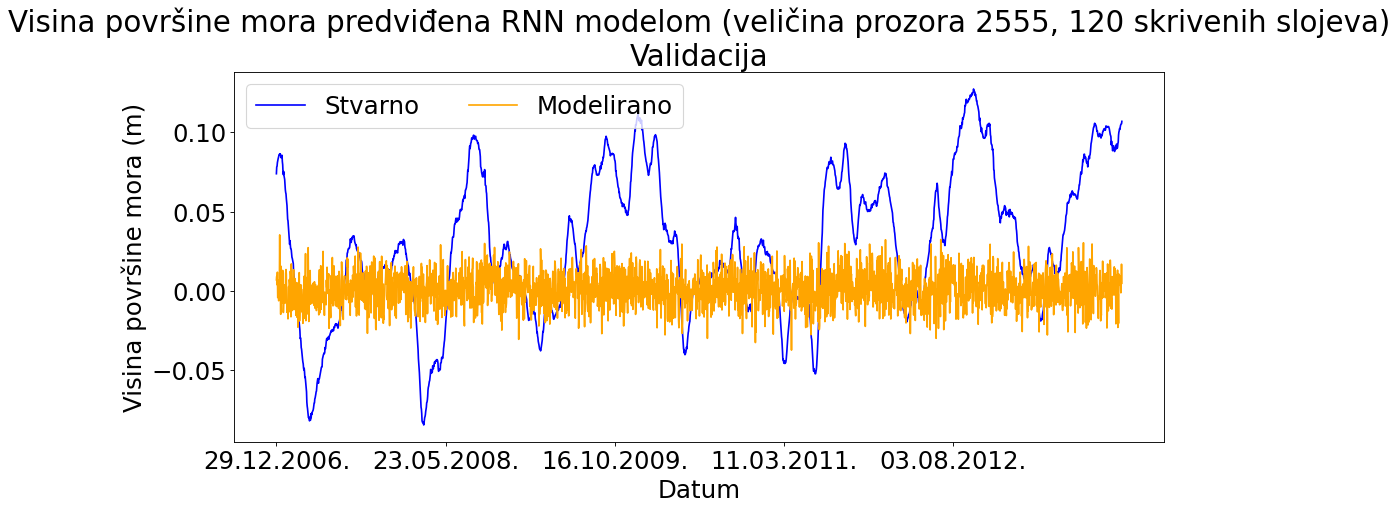 Visina površine mora predviđena RNN modelom (veličina prozora 2555, 120 skrivenih slojeva)
Validacija
Stvarno
Modelirano
Visina površine mora (m)
0.10
0.05
0.00
−0.05
29.12.2006.
23.05.2008.
16.10.2009.
11.03.2011.
03.08.2012.
Datum